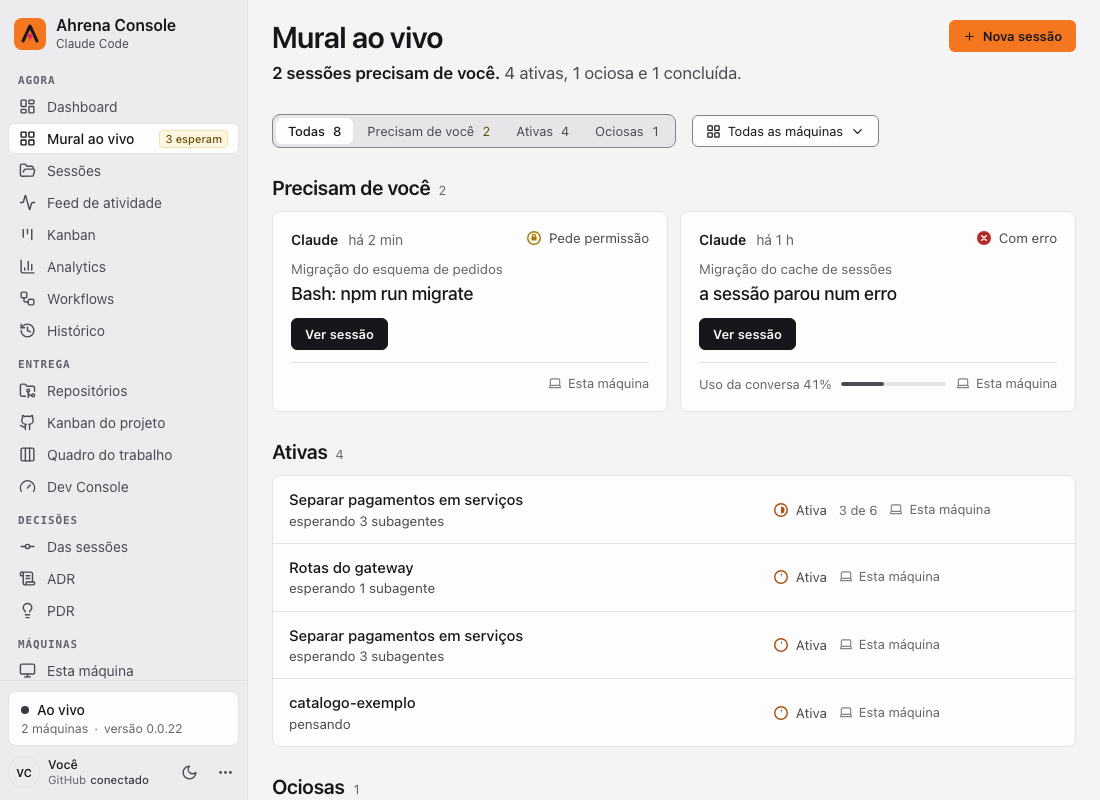 Ahrena Console
Claude Code
AGORA
Dashboard
Mural ao vivo 3 esperam
Sessões
Feed de atividade
Kanban
Analytics
Workflows
Histórico
ENTREGA
Repositórios
Kanban do projeto
Quadro do trabalho
Dev Console
DECISÕES
Das sessões
ADR
PDR
MÁQUINAS
Esta máquina
Ao vivo
2 máquinas · versão 0.0.22
VC
Você
GitHub conectado
Mural ao vivo
+ Nova sessão
2 sessões precisam de você. 4 ativas, 1 ociosa e 1 concluída.
Todas 8 Precisam de você 2 Ativas 4 Ociosas 1
Todas as máquinas
Precisam de você 2
Claude há 2 min Pede permissão
Migração do esquema de pedidos
Bash: npm run migrate
Ver sessão
Esta máquina
Claude há 1 h Com erro
Migração do cache de sessões
a sessão parou num erro
Ver sessão
Uso da conversa 41% Esta máquina
Ativas 4
Separar pagamentos em serviços
esperando 3 subagentes
Ativa 3 de 6 Esta máquina
Rotas do gateway
esperando 1 subagente
Ativa Esta máquina
Separar pagamentos em serviços
esperando 3 subagentes
Ativa Esta máquina
catalogo-exemplo
pensando
Ativa Esta máquina
Ociosas 1